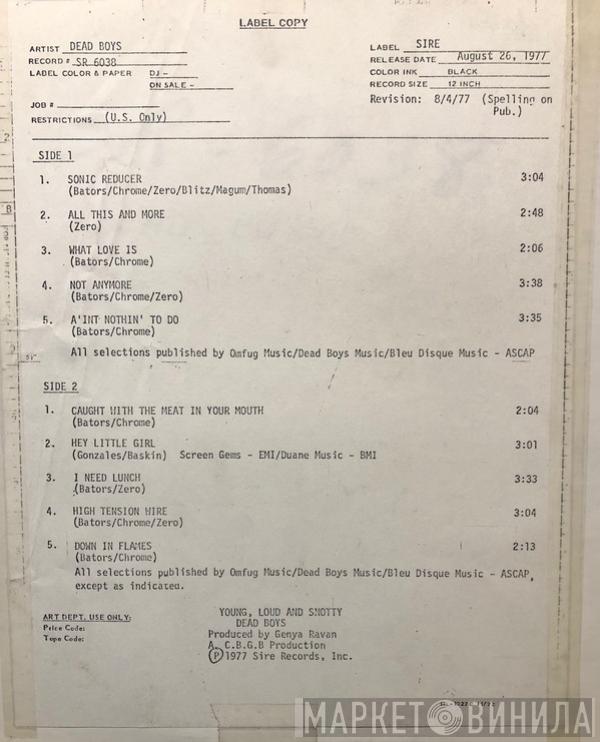 LABEL COPY
ARTIST DEAD BOYS
RECORD # SR 6038
LABEL COLOR & PAPER DJ -
ON SALE -
JOB #
RESTRICTIONS (U.S. Only)
LABEL SIRE
RELEASE DATE August 26, 1977
COLOR INK BLACK
RECORD SIZE 12 INCH
Revision: 8/4/77 (Spelling on
Pub.)
SIDE 1
1. SONIC REDUCER 3:04
(Bators/Chrome/Zero/Blitz/Magum/Thomas)
2. ALL THIS AND MORE 2:48
(Zero)
3. WHAT LOVE IS 2:06
(Bators/Chrome)
4. NOT ANYMORE 3:38
(Bators/Chrome/Zero)
5. A'INT NOTHIN' TO DO 3:35
(Bators/Chrome)
All selections published by Omfug Music/Dead Boys Music/Bleu Disque Music - ASCAP
SIDE 2
1. CAUGHT WITH THE MEAT IN YOUR MOUTH 2:04
(Bators/Chrome)
2. HEY LITTLE GIRL 3:01
(Gonzales/Baskin) Screen Gems - EMI/Duane Music - BMI
3. I NEED LUNCH 3:33
(Bators/Zero)
4. HIGH TENSION WIRE 3:04
(Bators/Chrome/Zero)
5. DOWN IN FLAMES 2:13
(Bators/Chrome)
All selections published by Omfug Music/Dead Boys Music/Bleu Disque Music - ASCAP,
except as indicated.
ART DEPT. USE ONLY:
Price Code:
Tape Code:
YOUNG, LOUD AND SNOTTY
DEAD BOYS
Produced by Genya Ravan
A. C.B.G.B Production
Ⓟ1977 Sire Records, Inc.
МАРКЕТ ВИНИЛА